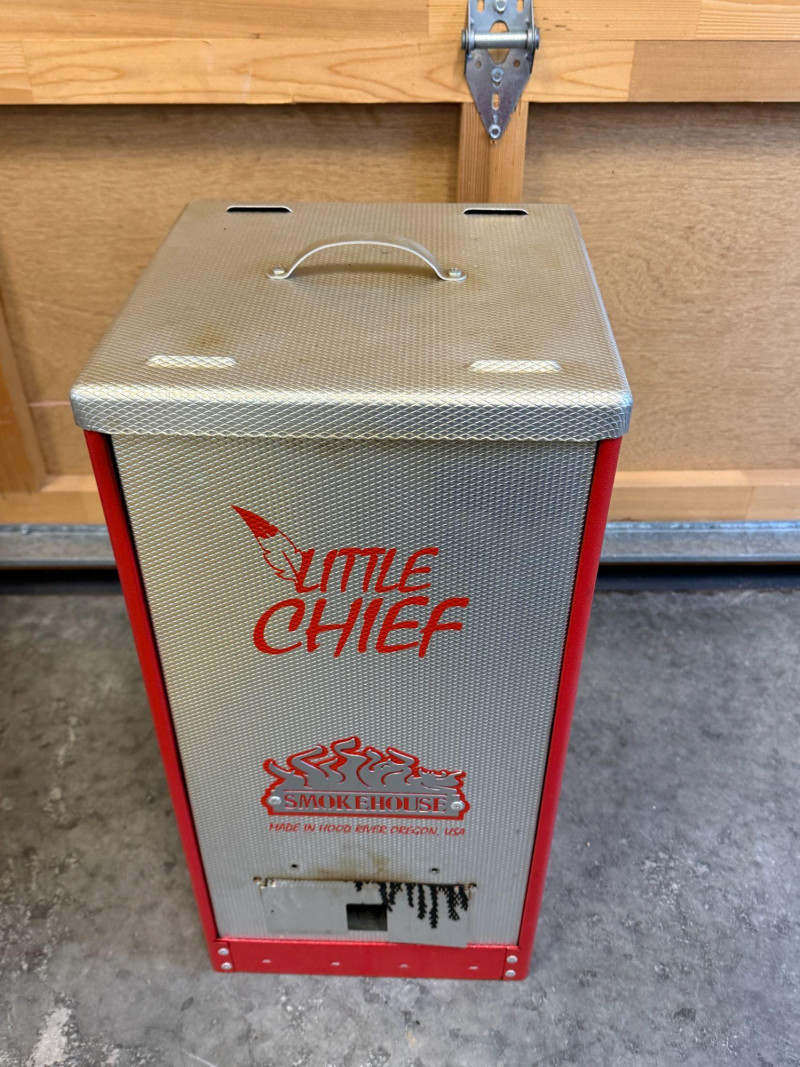 LITTLE
CHIEF
SMOKEHOUSE
MADE IN HOOD RIVER OREGON, USA